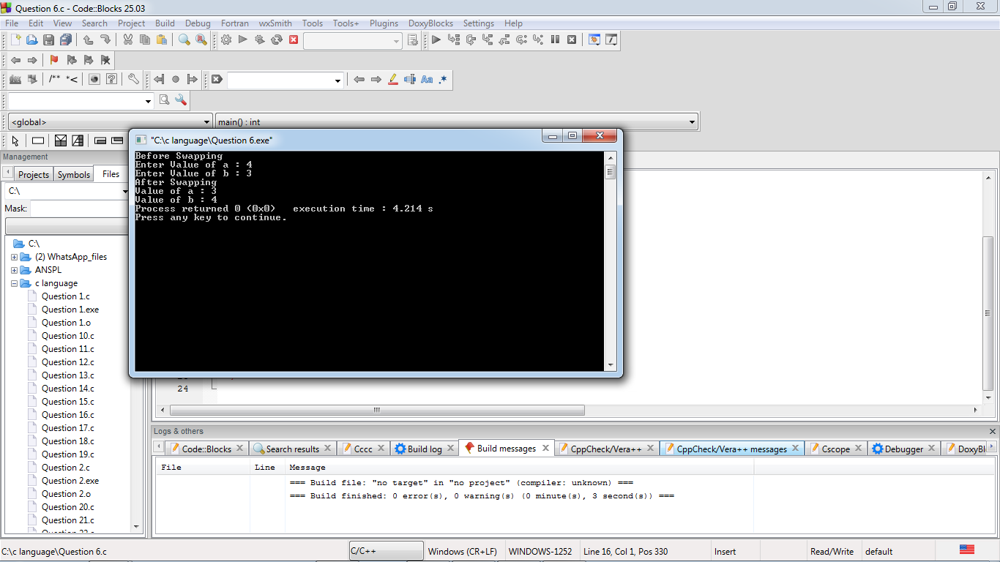 Question 6.c - Code::Blocks 25.03
File Edit View Search Project Build Debug Fortran wxSmith Tools Tools+ Plugins DoxyBlocks Settings Help
/** *<
Aa .*
<global> main() : int
"C:\c language\Question 6.exe"
Before Swapping
Enter Value of a : 4
Enter Value of b : 3
After Swapping
Value of a : 3
Value of b : 4
Process returned 0 (0x0)   execution time : 4.214 s
Press any key to continue.
Management
Projects Symbols Files
C:\
Mask:
C:\
(2) WhatsApp_files
ANSPL
c language
Question 1.c
Question 1.exe
Question 1.o
Question 10.c
Question 11.c
Question 12.c
Question 13.c
Question 14.c
Question 15.c
Question 16.c
Question 17.c
Question 18.c
Question 19.c
Question 2.c
Question 2.exe
Question 2.o
Question 20.c
Question 21.c
24
Logs & others
Code::Blocks Search results Cccc Build log Build messages CppCheck/Vera++ CppCheck/Vera++ messages Cscope Debugger DoxyBl
File Line Message
=== Build file: "no target" in "no project" (compiler: unknown) ===
=== Build finished: 0 error(s), 0 warning(s) (0 minute(s), 3 second(s)) ===
C:\c language\Question 6.c C/C++ Windows (CR+LF) WINDOWS-1252 Line 16, Col 1, Pos 330 Insert Read/Write default